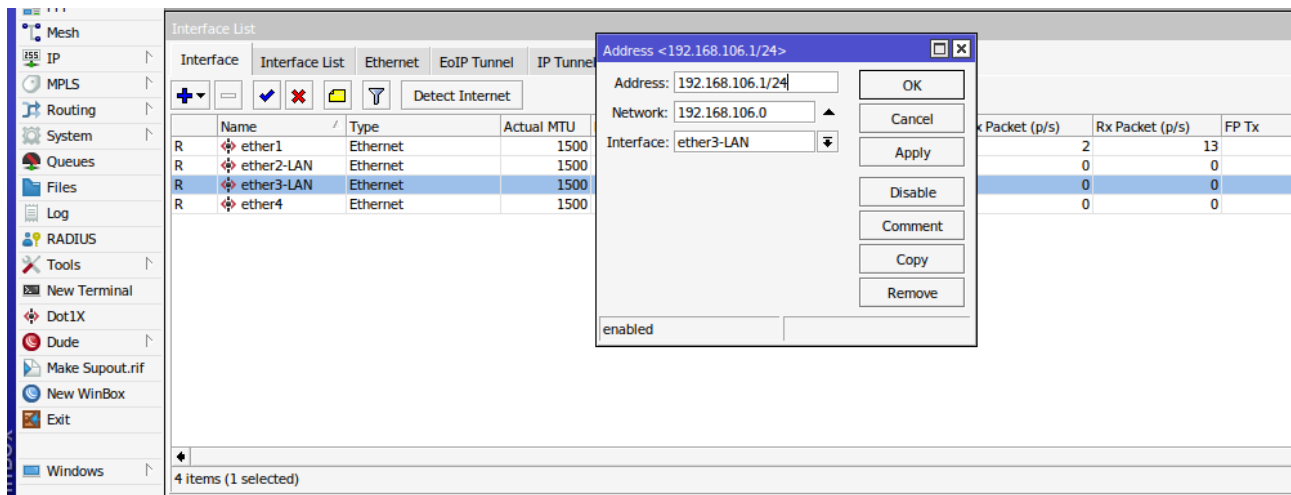 Mesh
255 IP
MPLS
Routing
System
Queues
Files
Log
RADIUS
Tools
New Terminal
Dot1X
Dude
Make Supout.rif
New WinBox
Exit
Windows
Interface List
Interface Interface List Ethernet EoIP Tunnel IP Tunnel
Detect Internet
Name / Type Actual MTU x Packet (p/s) Rx Packet (p/s) FP Tx
R ether1 Ethernet 1500 2 13
R ether2-LAN Ethernet 1500 0 0
R ether3-LAN Ethernet 1500 0 0
R ether4 Ethernet 1500 0 0
4 items (1 selected)
Address <192.168.106.1/24>
Address: 192.168.106.1/24
Network: 192.168.106.0
Interface: ether3-LAN
OK
Cancel
Apply
Disable
Comment
Copy
Remove
enabled